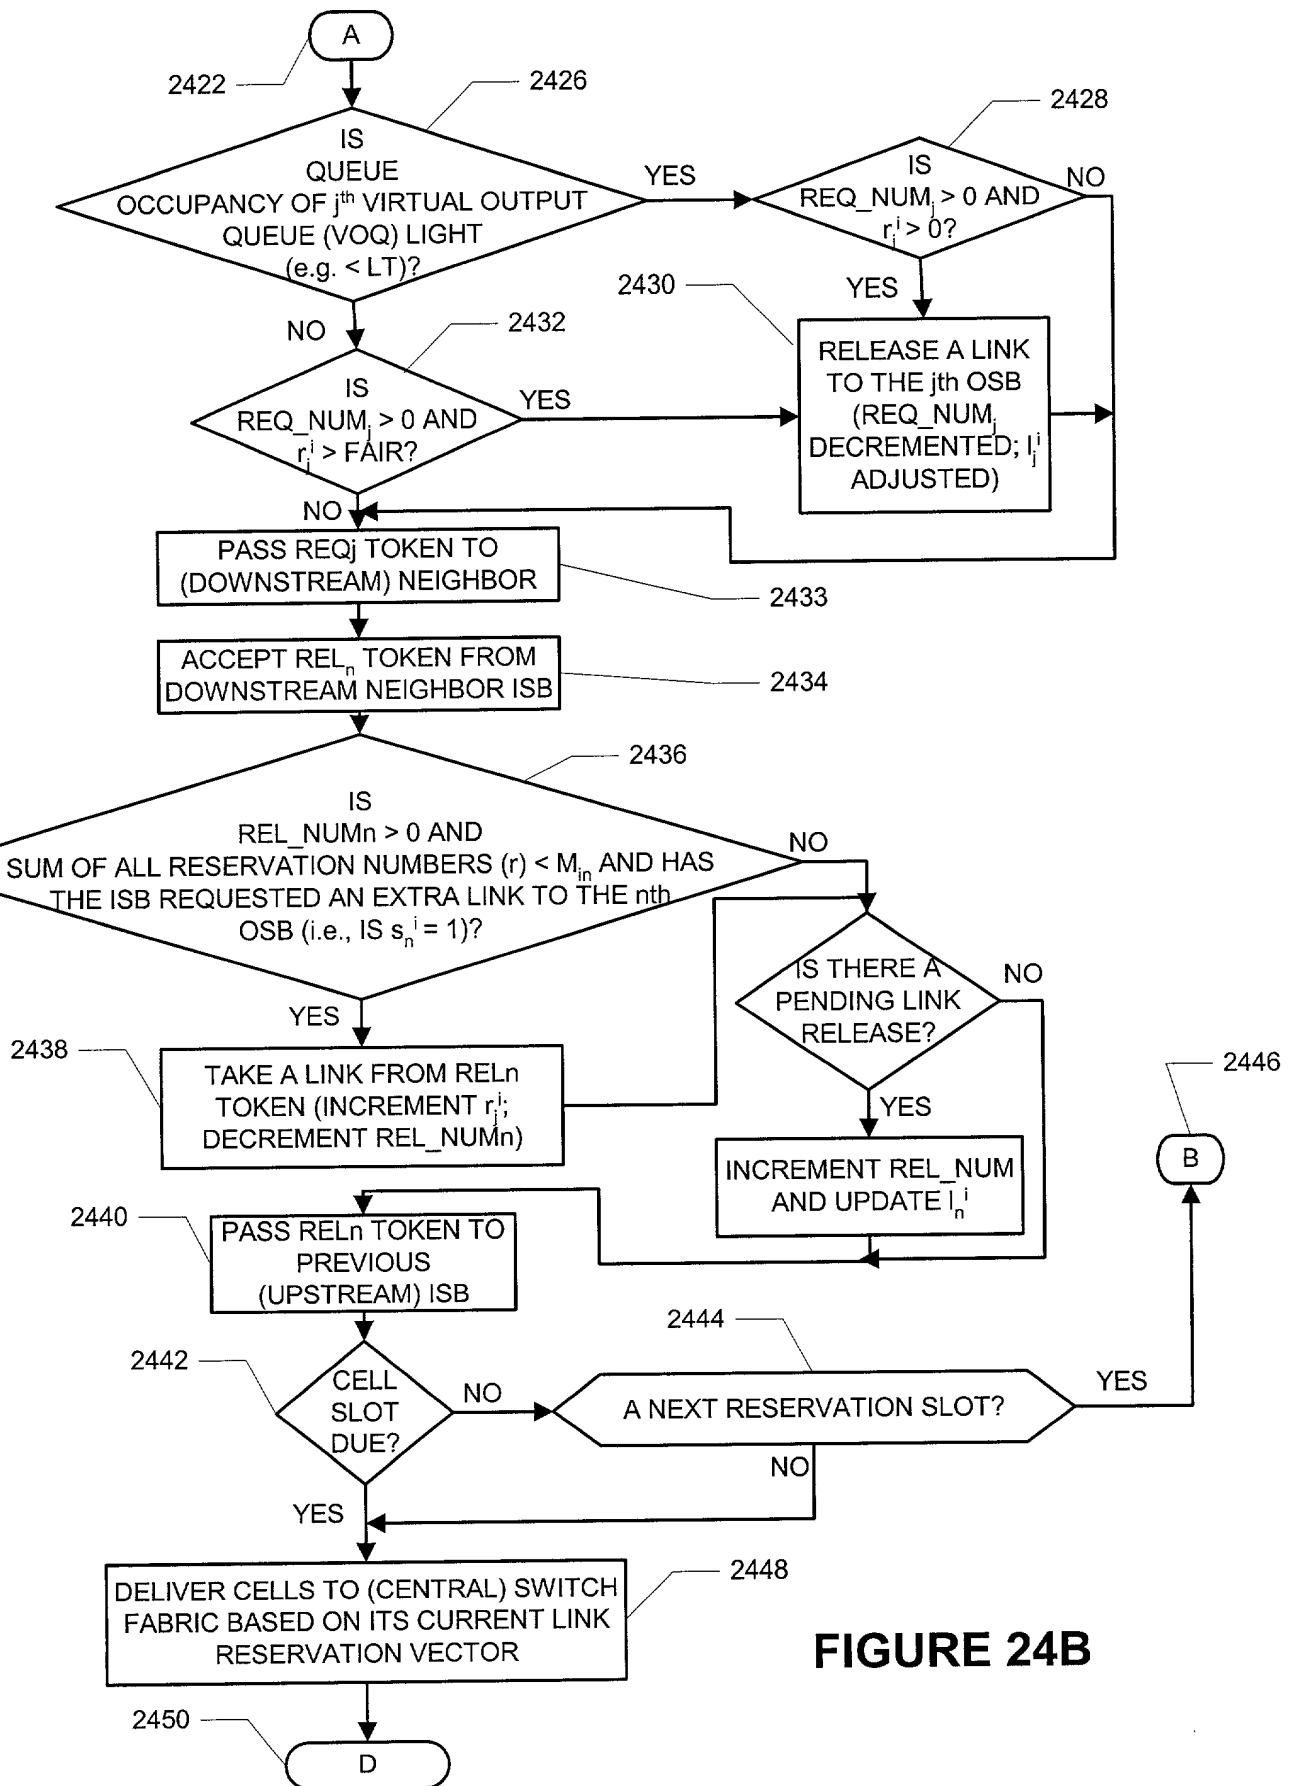 A
2422
2426
2428
IS
QUEUE
OCCUPANCY OF jth VIRTUAL OUTPUT
QUEUE (VOQ) LIGHT
(e.g. < LT)?
YES
IS
REQ_NUMj > 0 AND
rji > 0?
NO
YES
2430
NO
2432
IS
REQ_NUMj > 0 AND
rji > FAIR?
YES
RELEASE A LINK
TO THE jth OSB
(REQ_NUMj
DECREMENTED; lji
ADJUSTED)
NO
PASS REQj TOKEN TO
(DOWNSTREAM) NEIGHBOR
2433
ACCEPT RELn TOKEN FROM
DOWNSTREAM NEIGHBOR ISB
2434
2436
IS
REL_NUMn > 0 AND
SUM OF ALL RESERVATION NUMBERS (r) < Min AND HAS
THE ISB REQUESTED AN EXTRA LINK TO THE nth
OSB (i.e., IS sni = 1)?
NO
YES
IS THERE A
PENDING LINK
RELEASE?
NO
YES
2438
TAKE A LINK FROM RELn
TOKEN (INCREMENT rji;
DECREMENT REL_NUMn)
INCREMENT REL_NUM
AND UPDATE lni
2446
B
2440
PASS RELn TOKEN TO
PREVIOUS
(UPSTREAM) ISB
2442
CELL
SLOT
DUE?
NO
2444
A NEXT RESERVATION SLOT?
YES
NO
YES
DELIVER CELLS TO (CENTRAL) SWITCH
FABRIC BASED ON ITS CURRENT LINK
RESERVATION VECTOR
2448
FIGURE 24B
2450
D